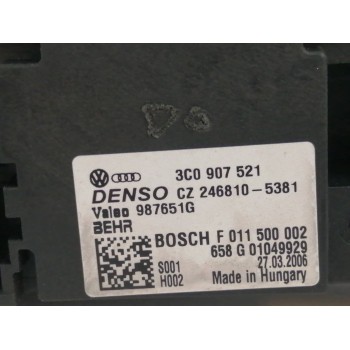 3C0 907 521
DENSO CZ 246810-5381
Valeo 987651G
BEHR
BOSCH F 011 500 002
658 G 01049929
S001 27.03.2006
H002 Made in Hungary